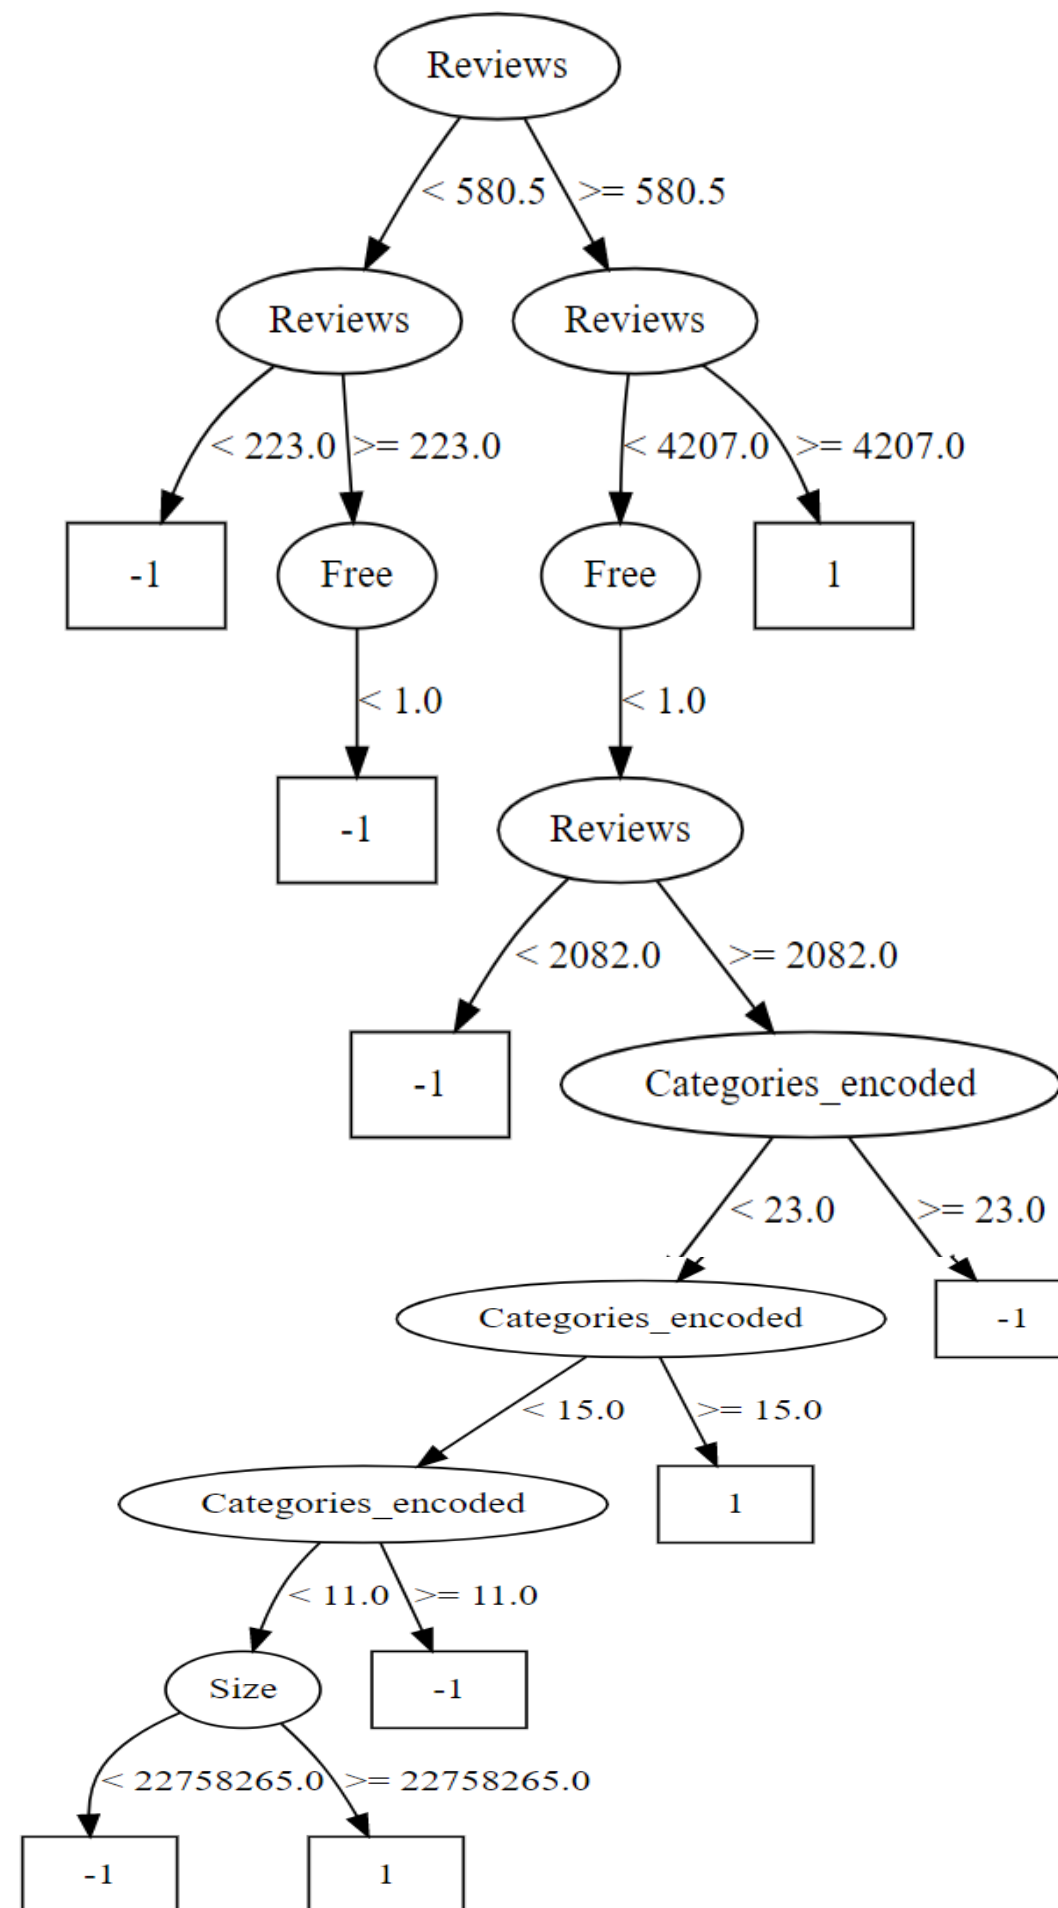 Reviews
< 580.5 >= 580.5
Reviews Reviews
< 223.0 >= 223.0 < 4207.0 >= 4207.0
-1 Free Free 1
< 1.0 < 1.0
-1 Reviews
< 2082.0 >= 2082.0
-1 Categories_encoded
< 23.0 >= 23.0
Categories_encoded -1
< 15.0 >= 15.0
Categories_encoded 1
< 11.0 >= 11.0
Size -1
< 22758265.0 >= 22758265.0
-1 1